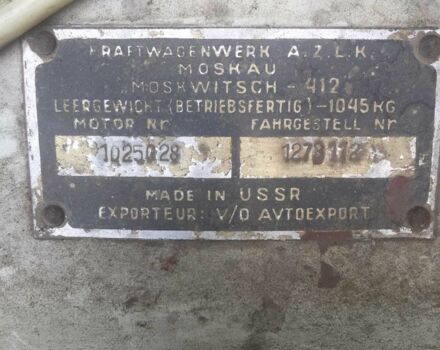 KRAFTWAGENWERK A.Z.L.K.
MOSKAU
MOSKWITSCH-412
LEERGEWICHT (BETRIEBSFERTIG)-1045 KG
MOTOR Nr FAHRGESTELL Nr
MADE IN USSR
EXPORTEUR: V/O AVTOEXPORT